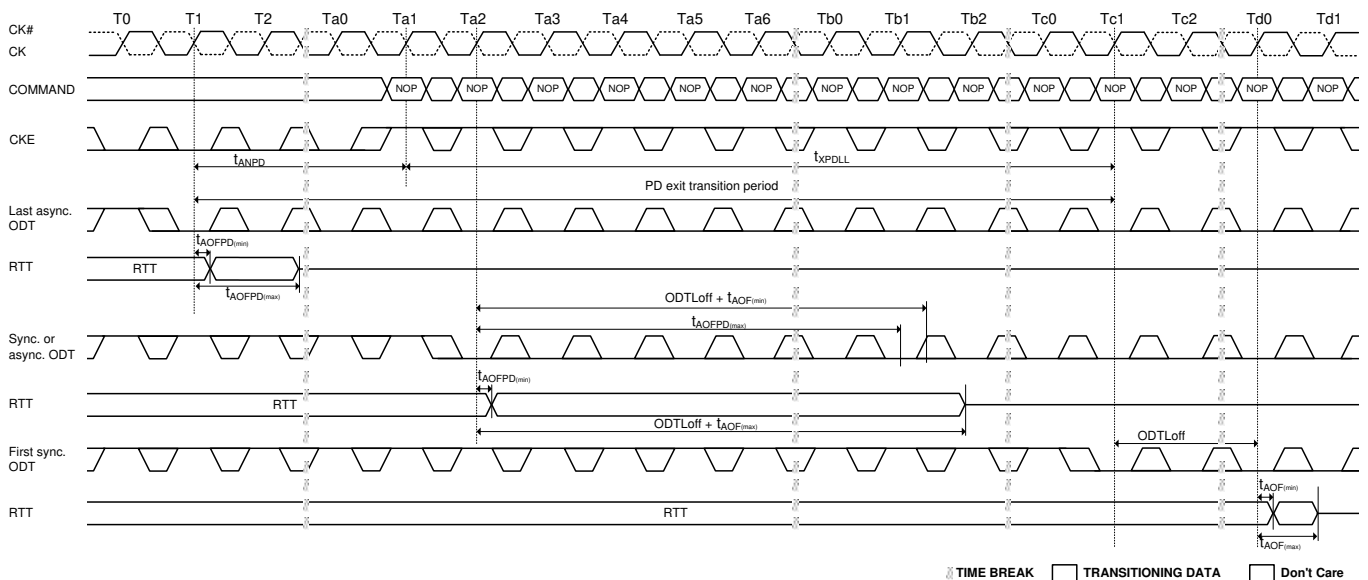 T0 T1 T2 Ta0 Ta1 Ta2 Ta3 Ta4 Ta5 Ta6 Tb0 Tb1 Tb2 Tc0 Tc1 Tc2 Td0 Td1
CK#
CK
COMMAND NOP NOP NOP NOP NOP NOP NOP NOP NOP NOP NOP NOP NOP NOP
CKE
tANPD tXPDLL
PD exit transition period
Last async.
ODT
tAOFPD(min)
RTT RTT
tAOFPD(max)
ODTLoff + tAOF(min)
tAOFPD(max)
Sync. or
async. ODT
tAOFPD(min)
RTT RTT
ODTLoff + tAOF(max)
First sync.
ODT
ODTLoff
tAOF(min)
RTT RTT
tAOF(max)
TIME BREAK TRANSITIONING DATA Don't Care